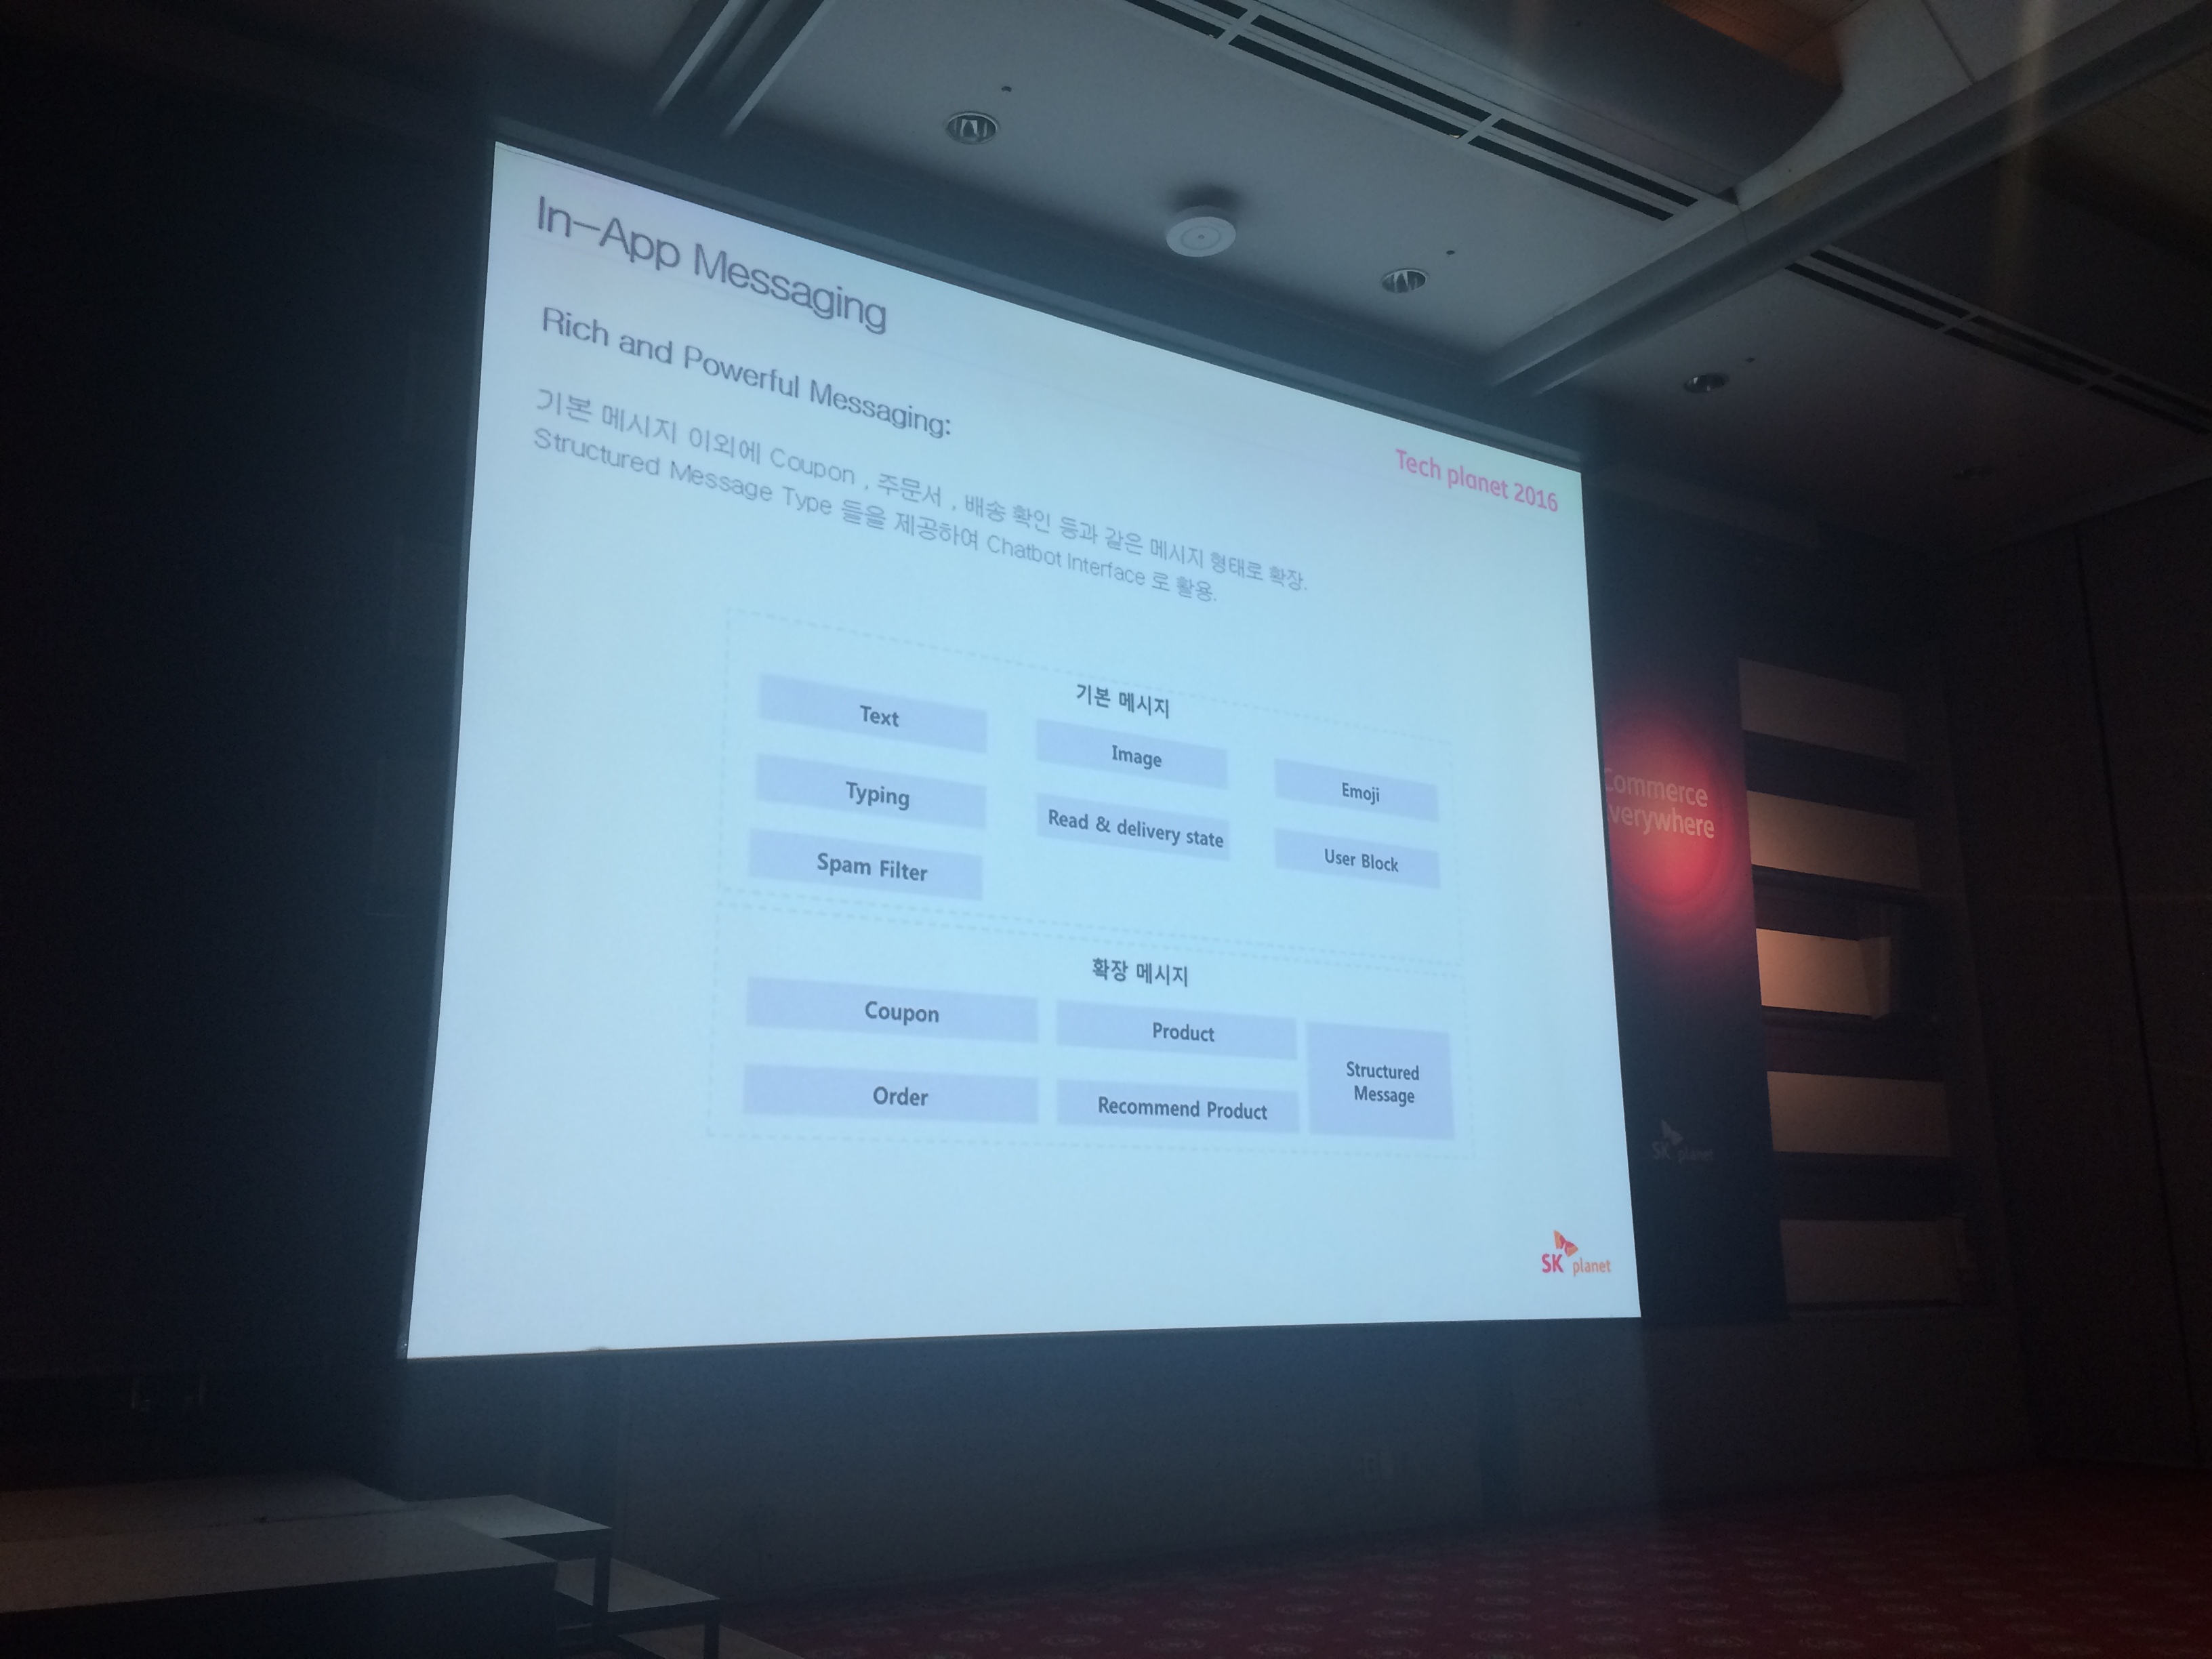 In-App Messaging
Rich and Powerful Messaging:
Tech planet 2016
기본 메시지 이외에 Coupon , 주문서 , 배송 확인 등과 같은 메시지 형태로 확장.
Structured Message Type 들을 제공하여 Chatbot Interface 로 활용.
기본 메시지
Text
Image
Emoji
Typing
Read & delivery state
User Block
Spam Filter
확장 메시지
Coupon
Product
Structured
Message
Order
Recommend Product
SK planet
Commerce
Everywhere
SK planet